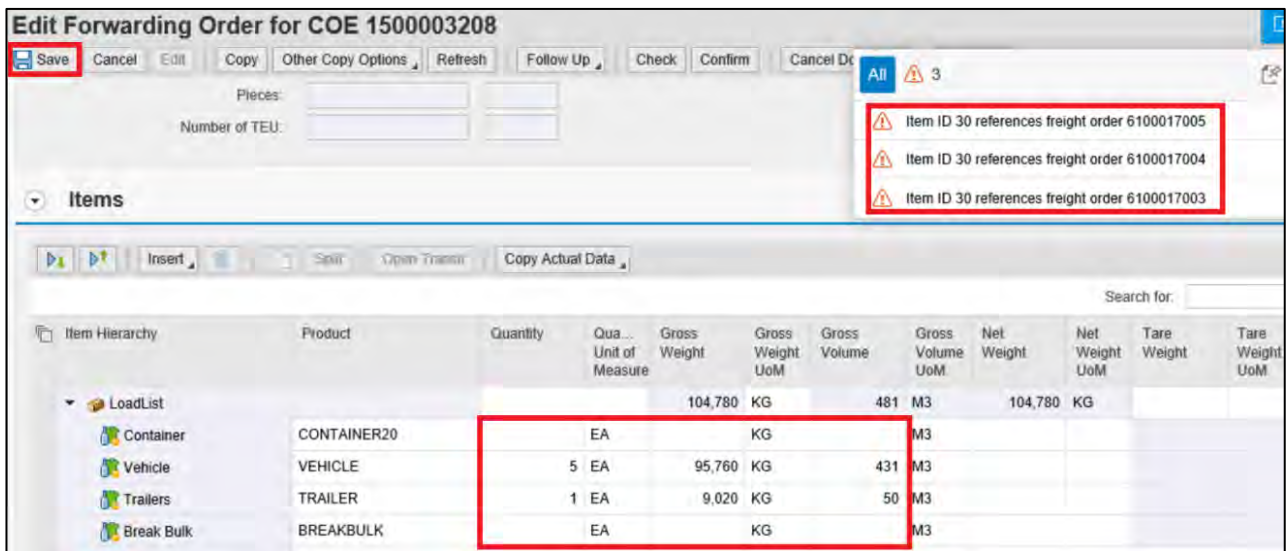 Edit Forwarding Order for COE 1500003208
Save Cancel Edit Copy Other Copy Options Refresh Follow Up Check Confirm Cancel Do
All 3
Pieces:
Number of TEU:
Item ID 30 references freight order 6100017005
Item ID 30 references freight order 6100017004
Item ID 30 references freight order 6100017003
Items
Insert Split Open Transit Copy Actual Data
Search for:
Item Hierarchy Product Quantity Qua... Unit of Measure Gross Weight Gross Weight UoM Gross Volume Gross Volume UoM Net Weight Net Weight UoM Tare Weight Tare Weight UoM
LoadList 104,780 KG 481 M3 104,780 KG
Container CONTAINER20 EA KG M3
Vehicle VEHICLE 5 EA 95,760 KG 431 M3
Trailers TRAILER 1 EA 9,020 KG 50 M3
Break Bulk BREAKBULK EA KG M3